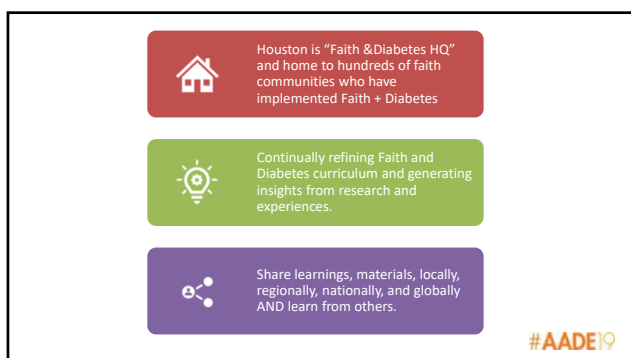 Houston is “Faith &Diabetes HQ”
and home to hundreds of faith
communities who have
implemented Faith + Diabetes
Continually refining Faith and
Diabetes curriculum and generating
insights from research and
experiences.
Share learnings, materials, locally,
regionally, nationally, and globally
AND learn from others.
#AADE19